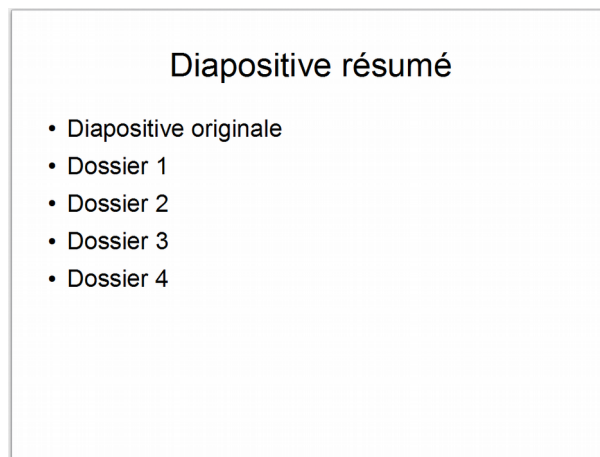 Diapositive résumé
• Diapositive originale
• Dossier 1
• Dossier 2
• Dossier 3
• Dossier 4